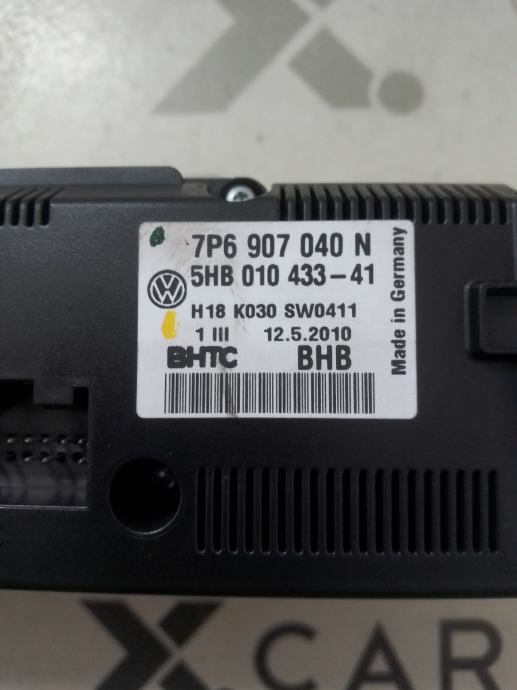 X.
7P6 907 040 N
5HB 010 433-41
H18 K030 SW0411
1 III 12.5.2010
BHTC BHB
Made in Germany
X CAR